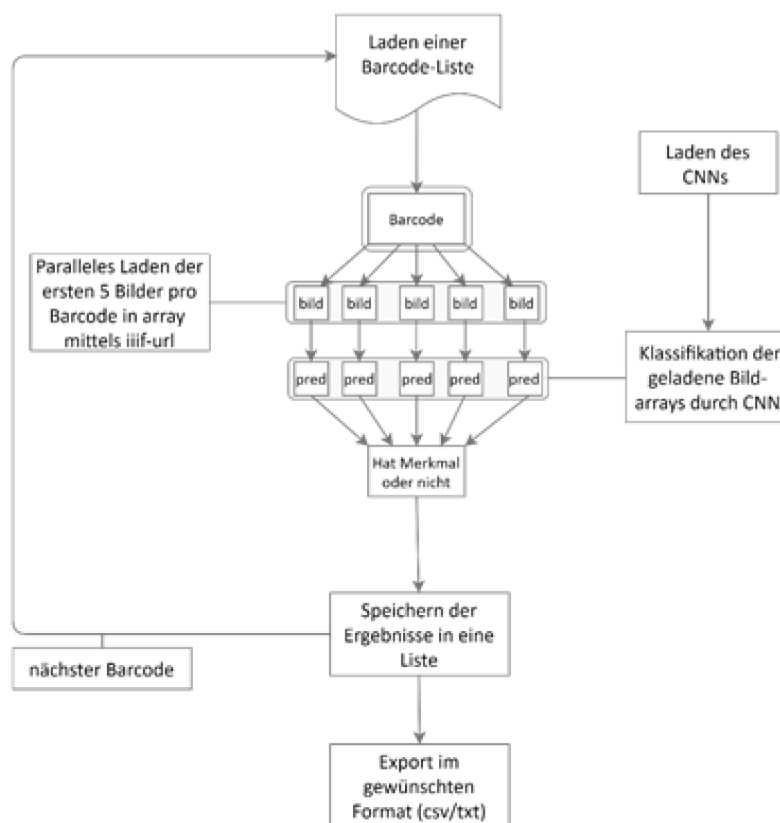 Laden einer
Barcode-Liste
Laden des
CNNs
Barcode
Paralleles Laden der
ersten 5 Bilder pro
Barcode in array
mittels iiif-url
bild bild bild bild bild
pred pred pred pred pred
Klassifikation der
geladene Bild-
arrays durch CNN
Hat Merkmal
oder nicht
Speichern der
Ergebnisse in eine
Liste
nächster Barcode
Export im
gewünschten
Format (csv/txt)